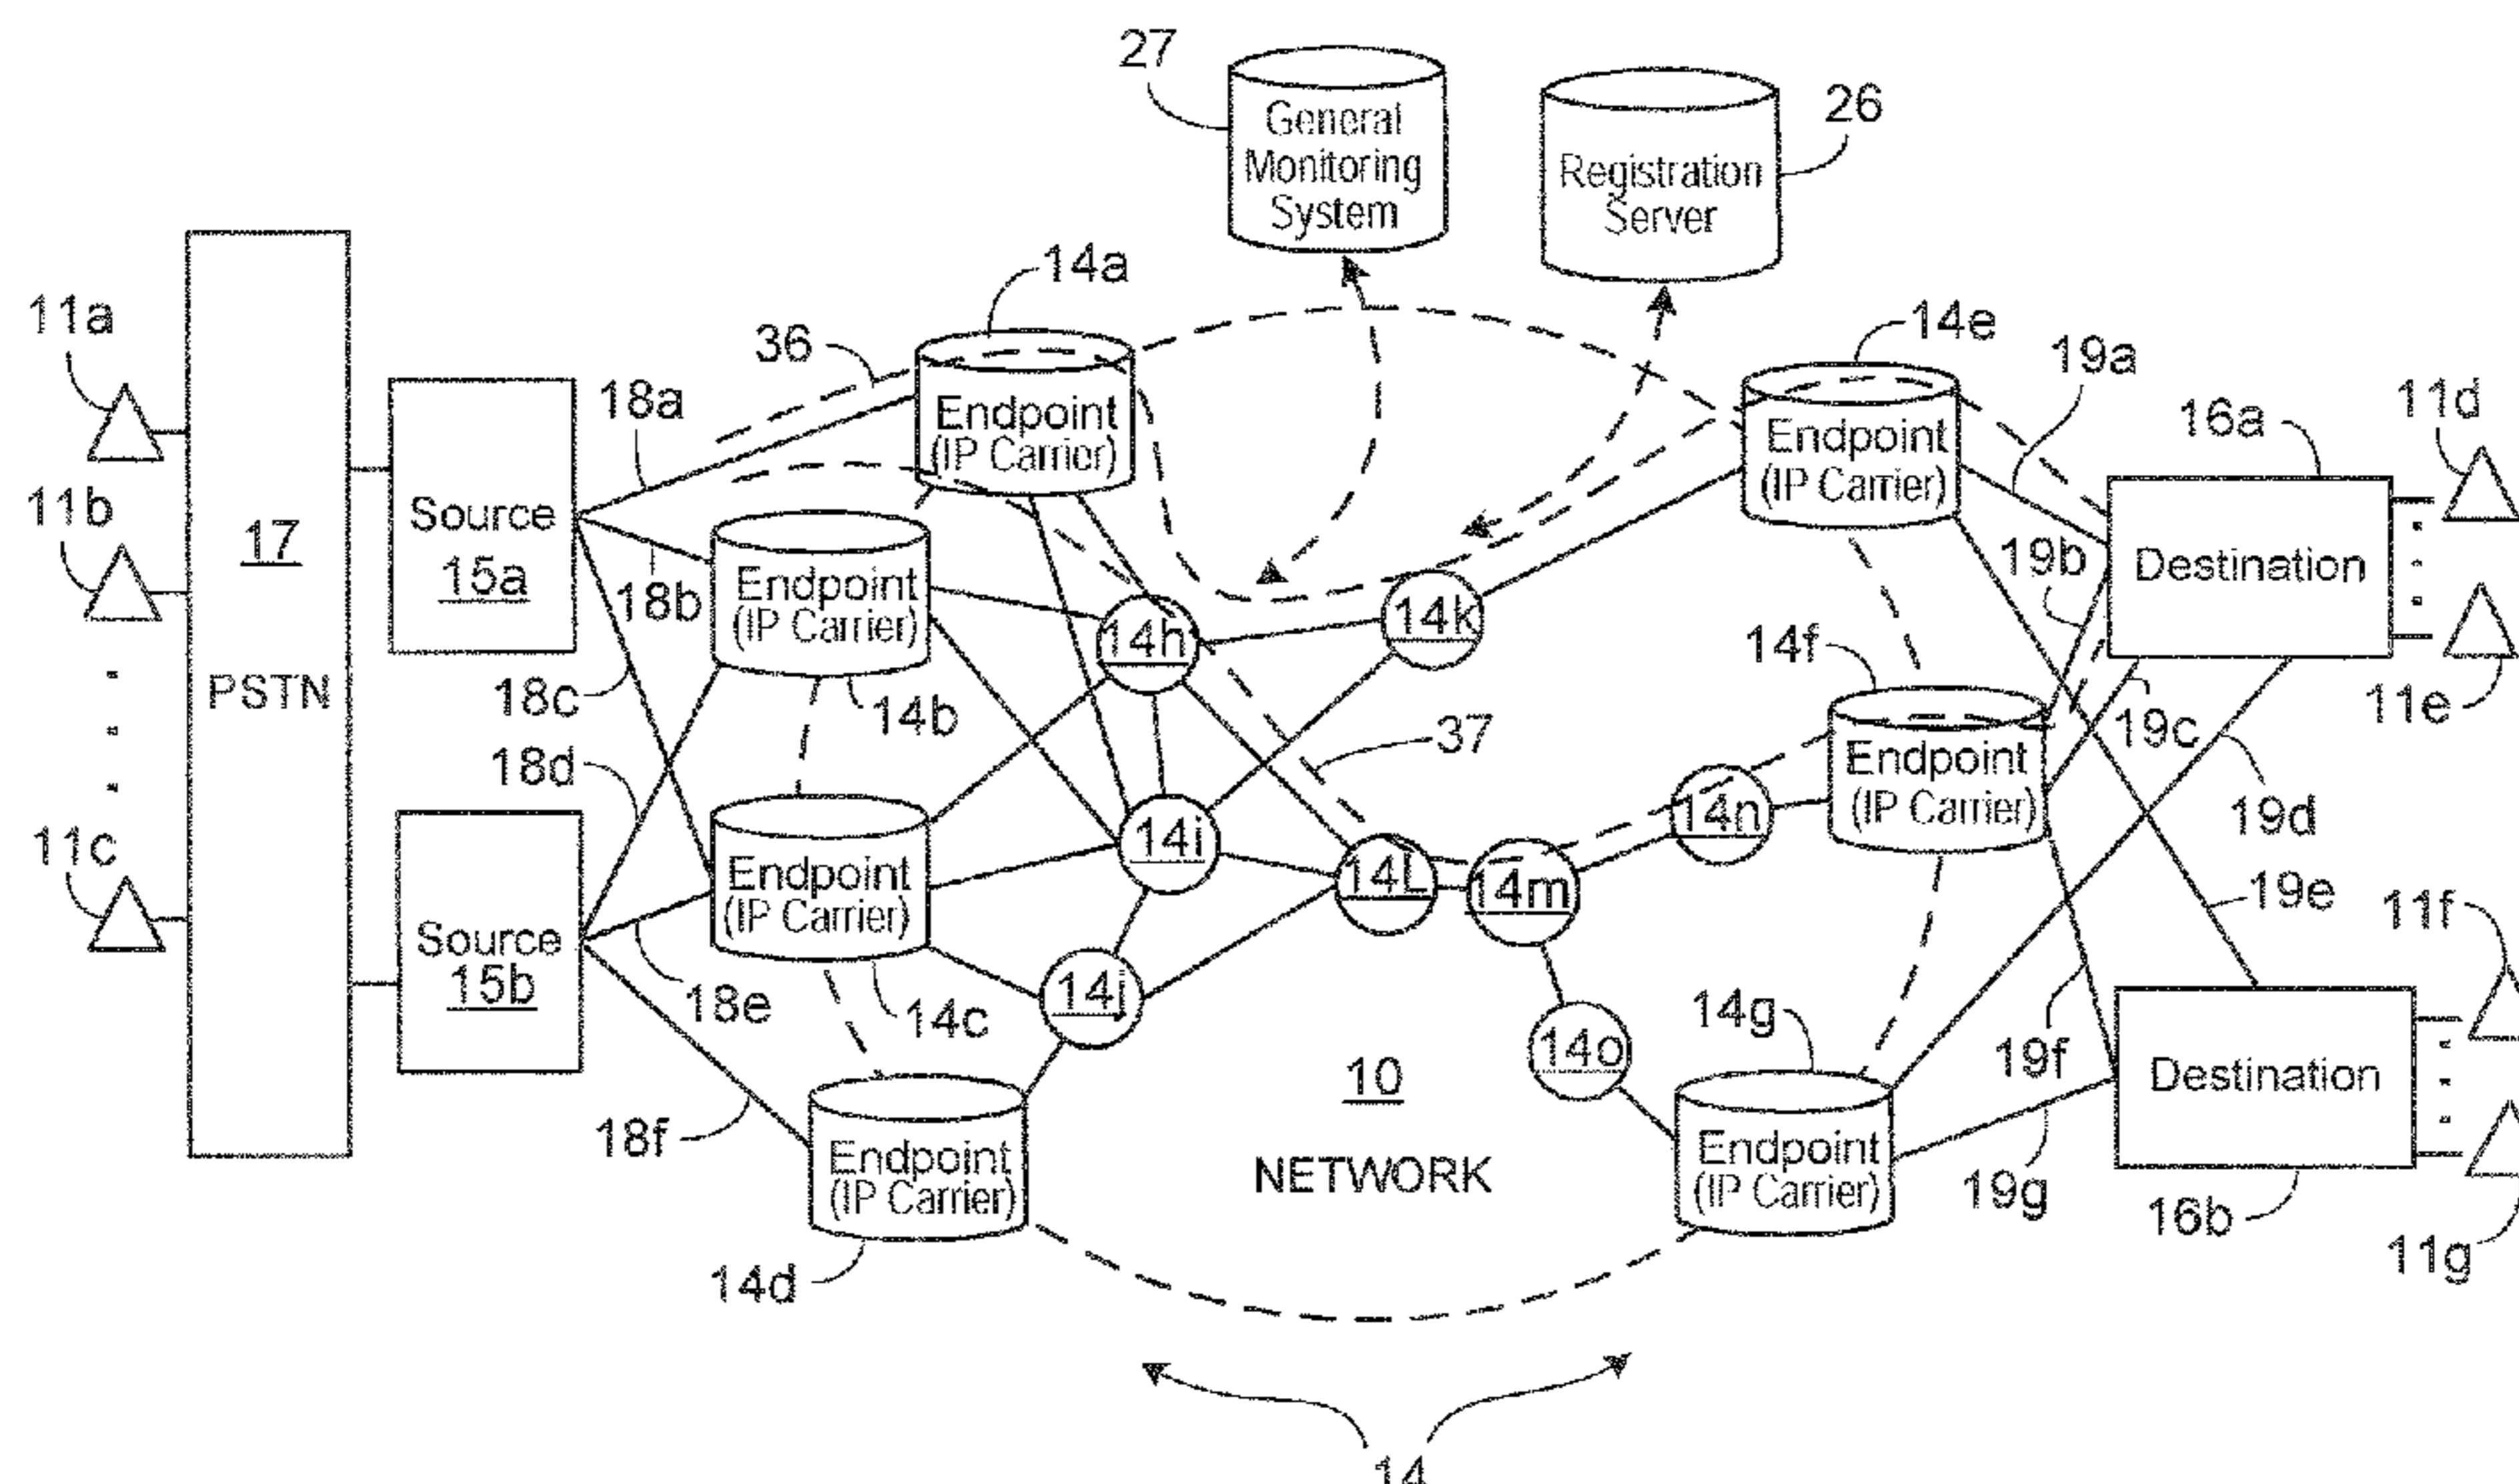 27
General
Monitoring
System
26
Registration
Server
14a
36
11a
18a
14e
19a
16a
11d
Endpoint
(IP Carrier)
Endpoint
(IP Carrier)
11b
17
PSTN
Source
15a
18b
Endpoint
(IP Carrier)
14h
14k
19b
Destination
14f
18c
14b
37
19c
11e
18d
14i
14n
Endpoint
(IP Carrier)
19d
11c
Source
15b
Endpoint
(IP Carrier)
14L
14m
19e
11f
18e
14c
14j
14o
14g
19f
10
NETWORK
Destination
18f
Endpoint
(IP Carrier)
Endpoint
(IP Carrier)
19g
16b
11g
14d
14